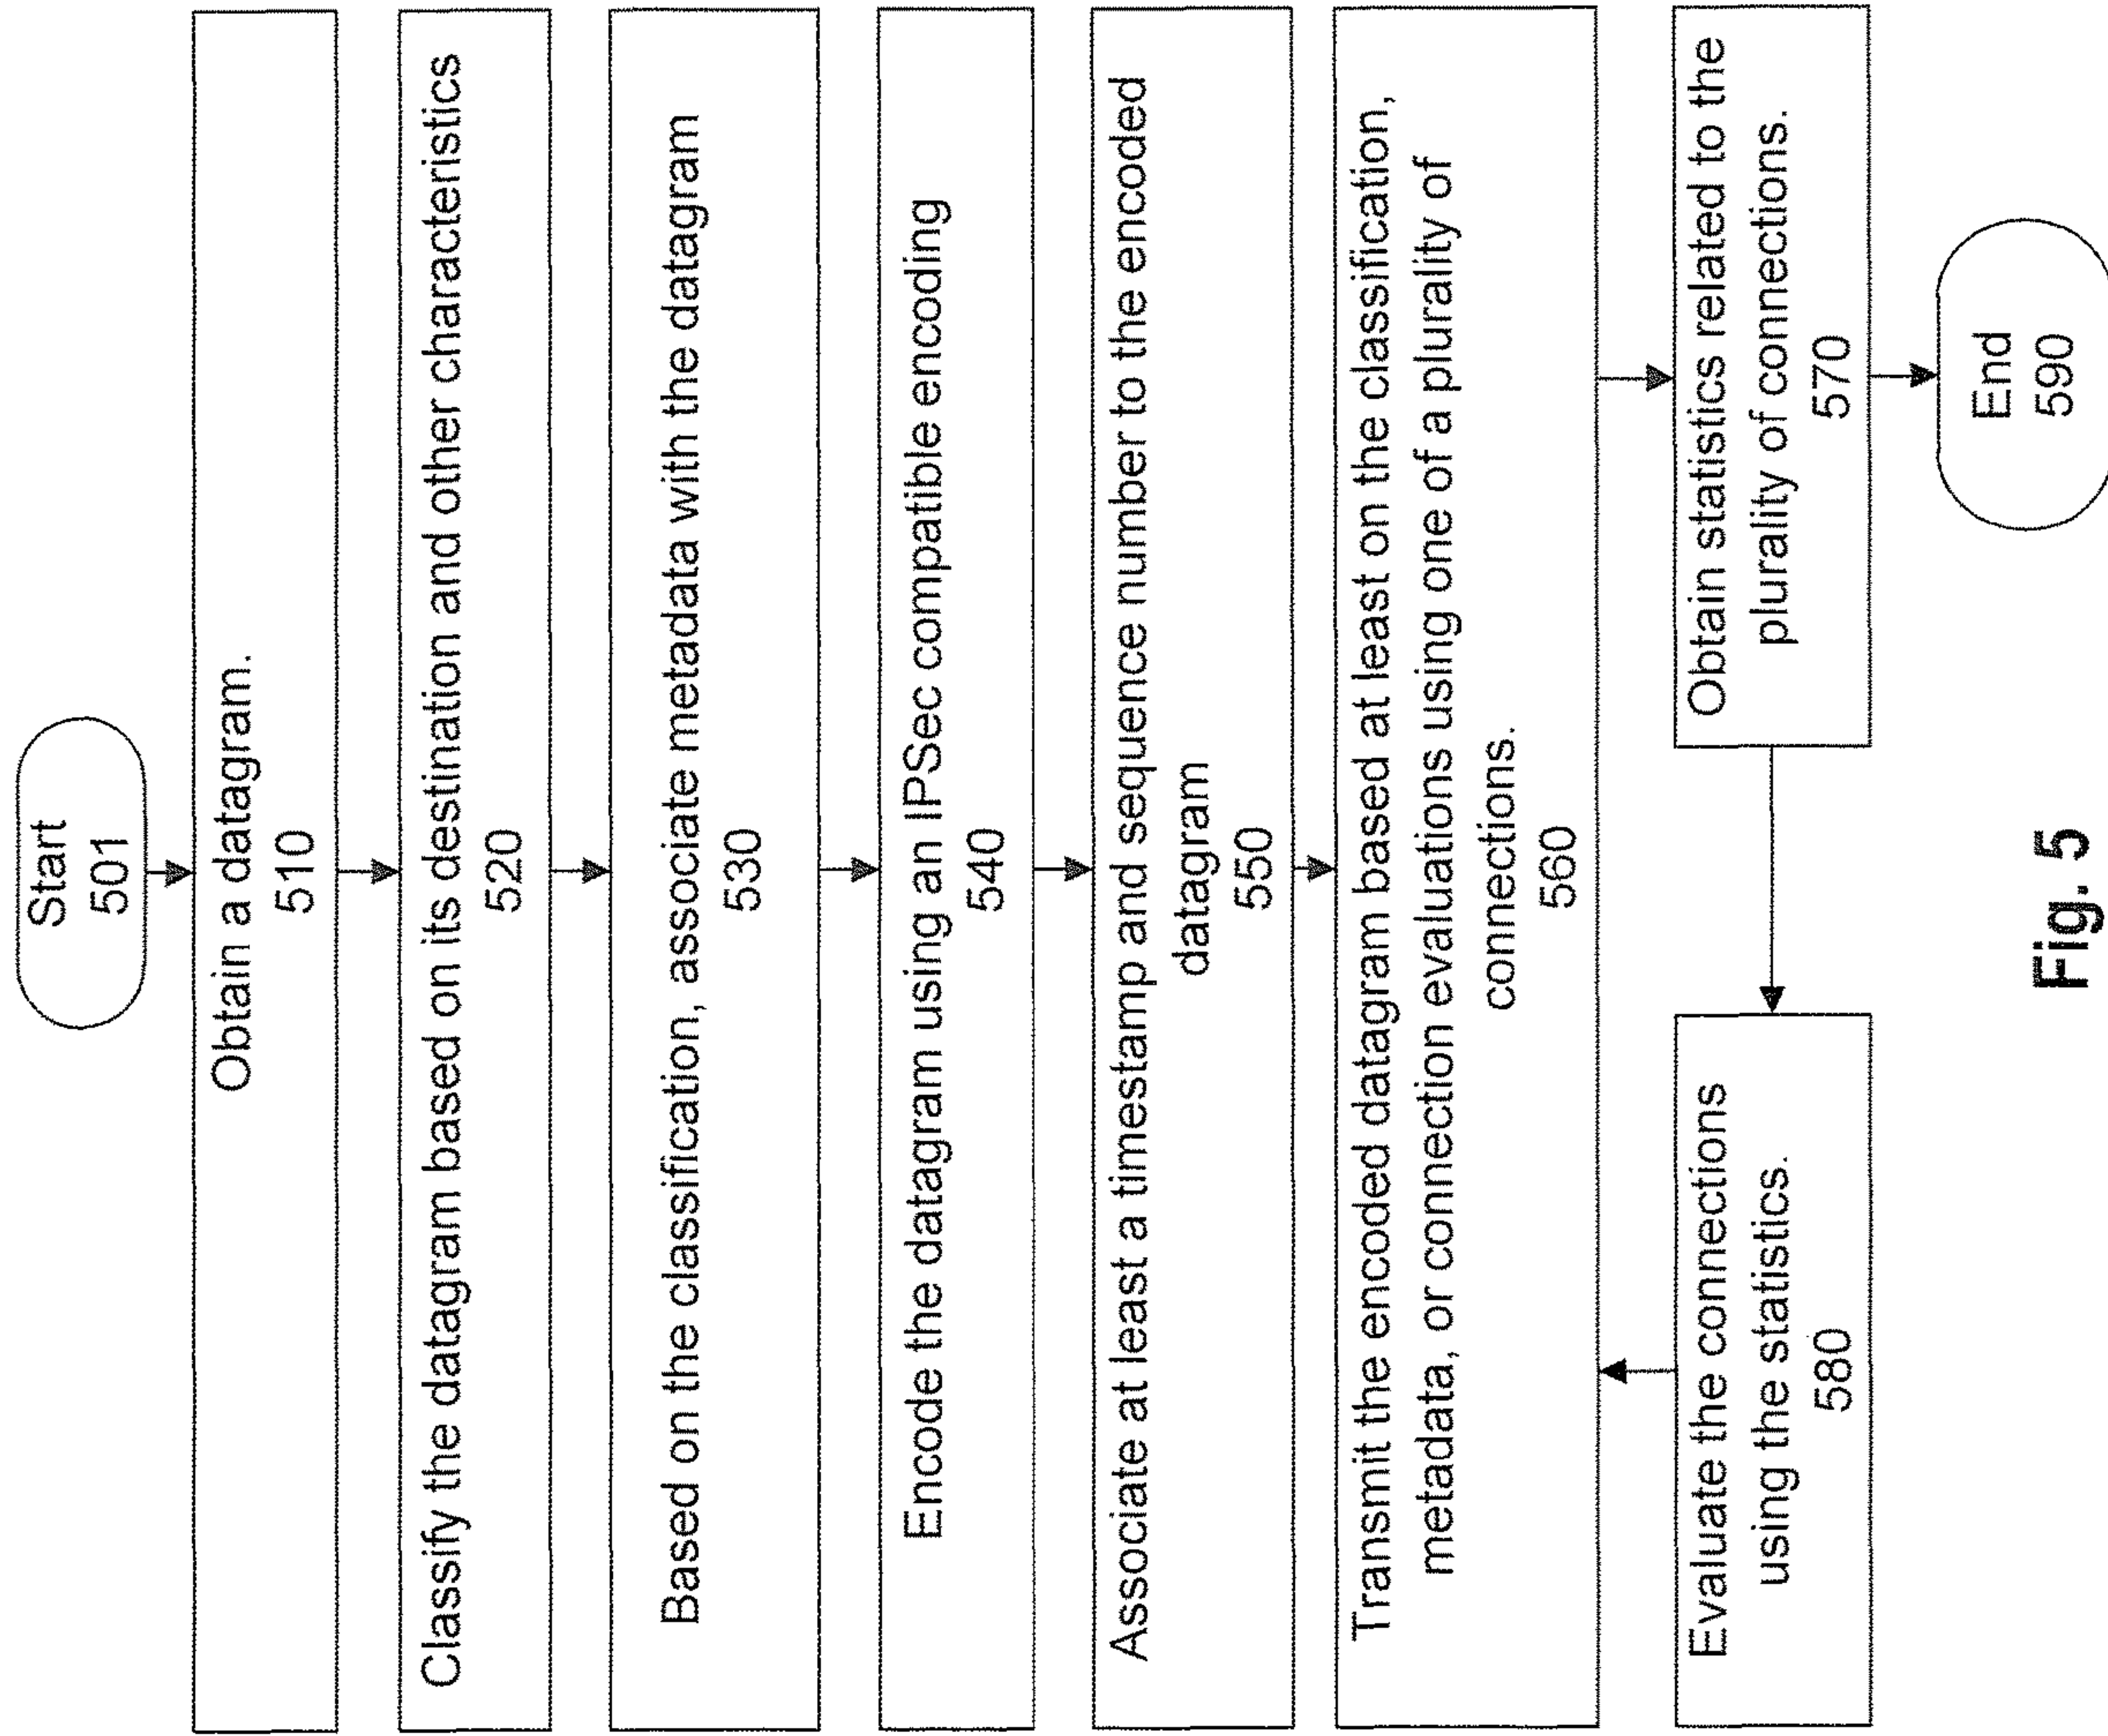 Start
501
Obtain a datagram.
510
Classify the datagram based on its destination and other characteristics
520
Based on the classification, associate metadata with the datagram
530
Encode the datagram using an IPSec compatible encoding
540
Associate at least a timestamp and sequence number to the encoded
datagram
550
Transmit the encoded datagram based at least on the classification,
metadata, or connection evaluations using one of a plurality of
connections.
560
Obtain statistics related to the
plurality of connections.
570
Evaluate the connections
using the statistics.
580
End
590
Fig. 5